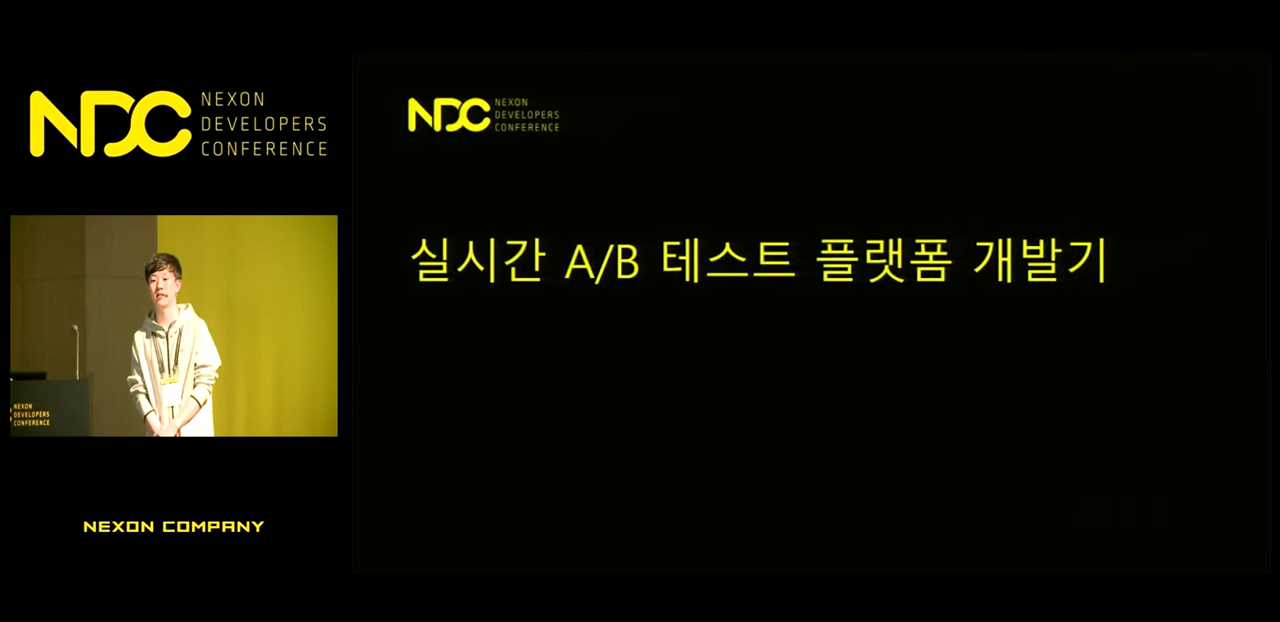 NDC
NEXON
DEVELOPERS
CONFERENCE
NDC
NEXON
DEVELOPERS
CONFERENCE
실시간 A/B 테스트 플랫폼 개발기
NEXON
DEVELOPERS
CONFERENCE
NEXON COMPANY